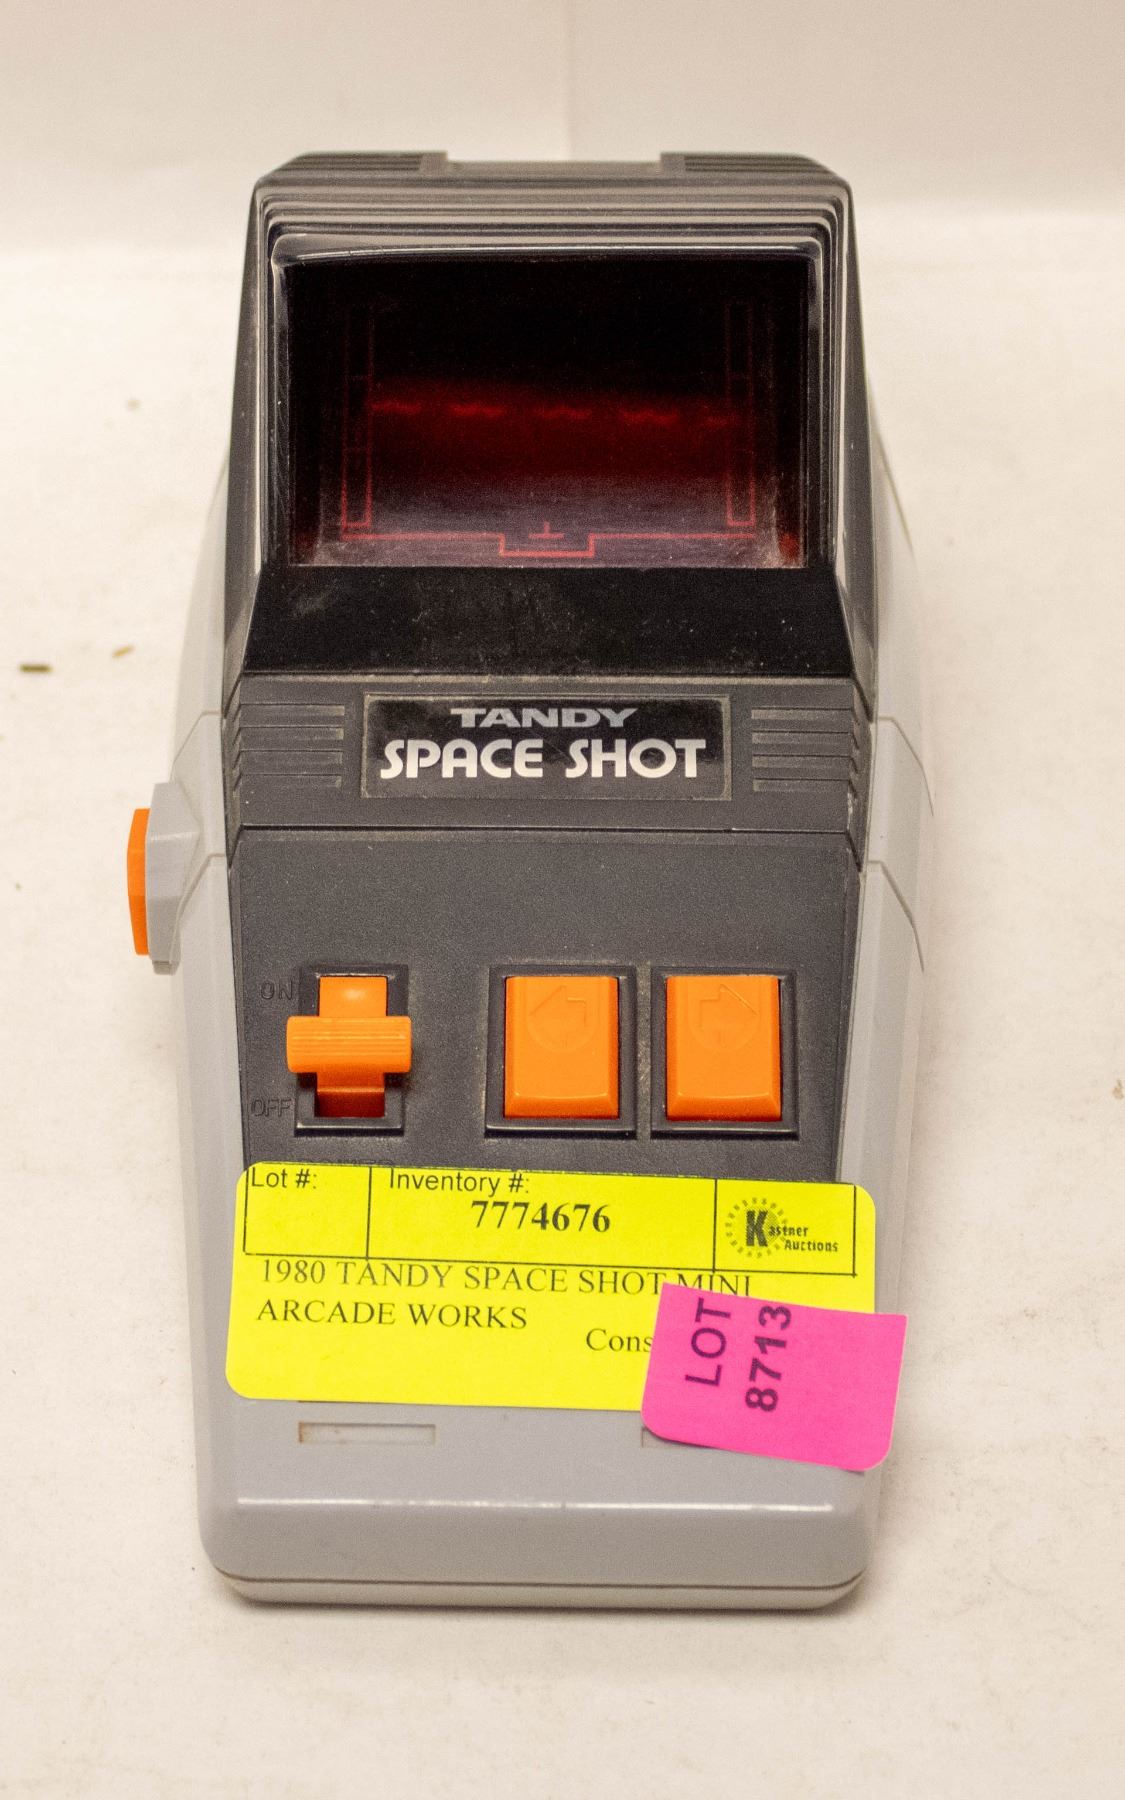 TANDY
SPACE SHOT
ON
OFF
Lot #:
Inventory #:
7774676
Kastner
Auctions
1980 TANDY SPACE SHOT MINI
ARCADE WORKS
Cons
LOT
8713